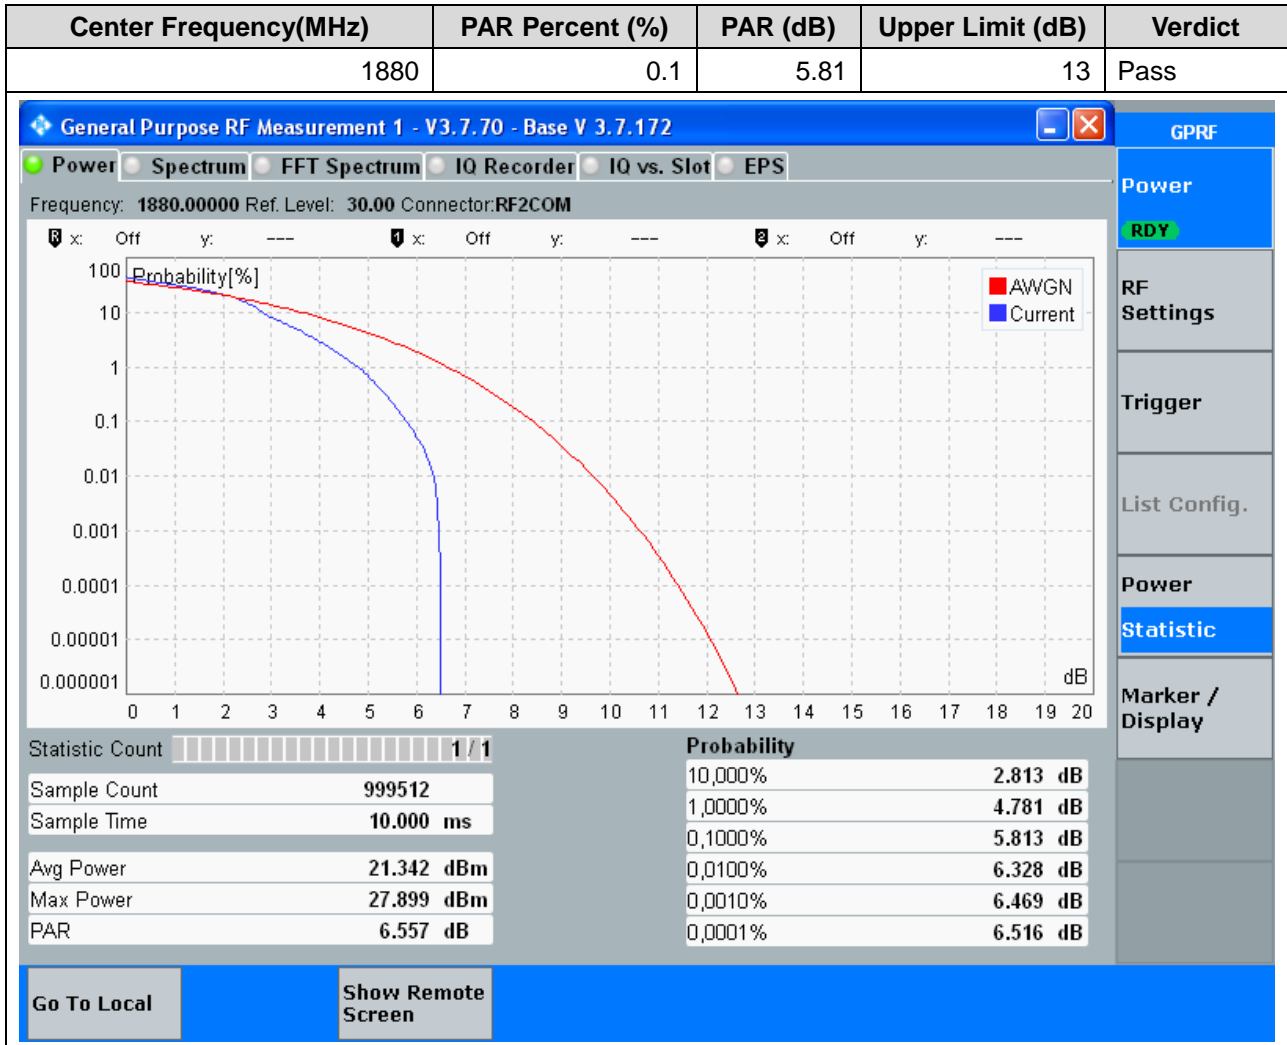 Center Frequency(MHz) PAR Percent (%) PAR (dB) Upper Limit (dB) Verdict
1880 0.1 5.81 13 Pass
General Purpose RF Measurement 1 - V3.7.70 - Base V 3.7.172
GPRF
Power Spectrum FFT Spectrum IQ Recorder IQ vs. Slot EPS
Power
RDY
Frequency: 1880.00000 Ref. Level: 30.00 Connector:RF2COM
R x: Off y: --- 1 x: Off y: --- 2 x: Off y: ---
Probability[%]
AWGN
Current
100
10
1
0.1
0.01
0.001
0.0001
0.00001
0.000001
dB
0 1 2 3 4 5 6 7 8 9 10 11 12 13 14 15 16 17 18 19 20
RF
Settings
Trigger
List Config.
Power
Statistic
Marker /
Display
Statistic Count 1 / 1
Sample Count 999512
Sample Time 10.000 ms
Avg Power 21.342 dBm
Max Power 27.899 dBm
PAR 6.557 dB
Probability
10,000% 2.813 dB
1,0000% 4.781 dB
0,1000% 5.813 dB
0,0100% 6.328 dB
0,0010% 6.469 dB
0,0001% 6.516 dB
Go To Local
Show Remote
Screen